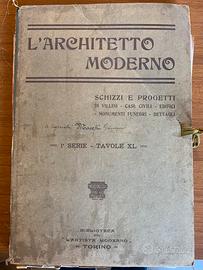 L'ARCHITETTO
MODERNO
SCHIZZI E PROGETTI
DI VILLINI - CASE CIVILI - EDIFICI
MONUMENTI FUNEBRI - DETTAGLI
1ª SERIE - TAVOLE XL.
BIBLIOTECA
DELL'
ARTISTA MODERNO
TORINO